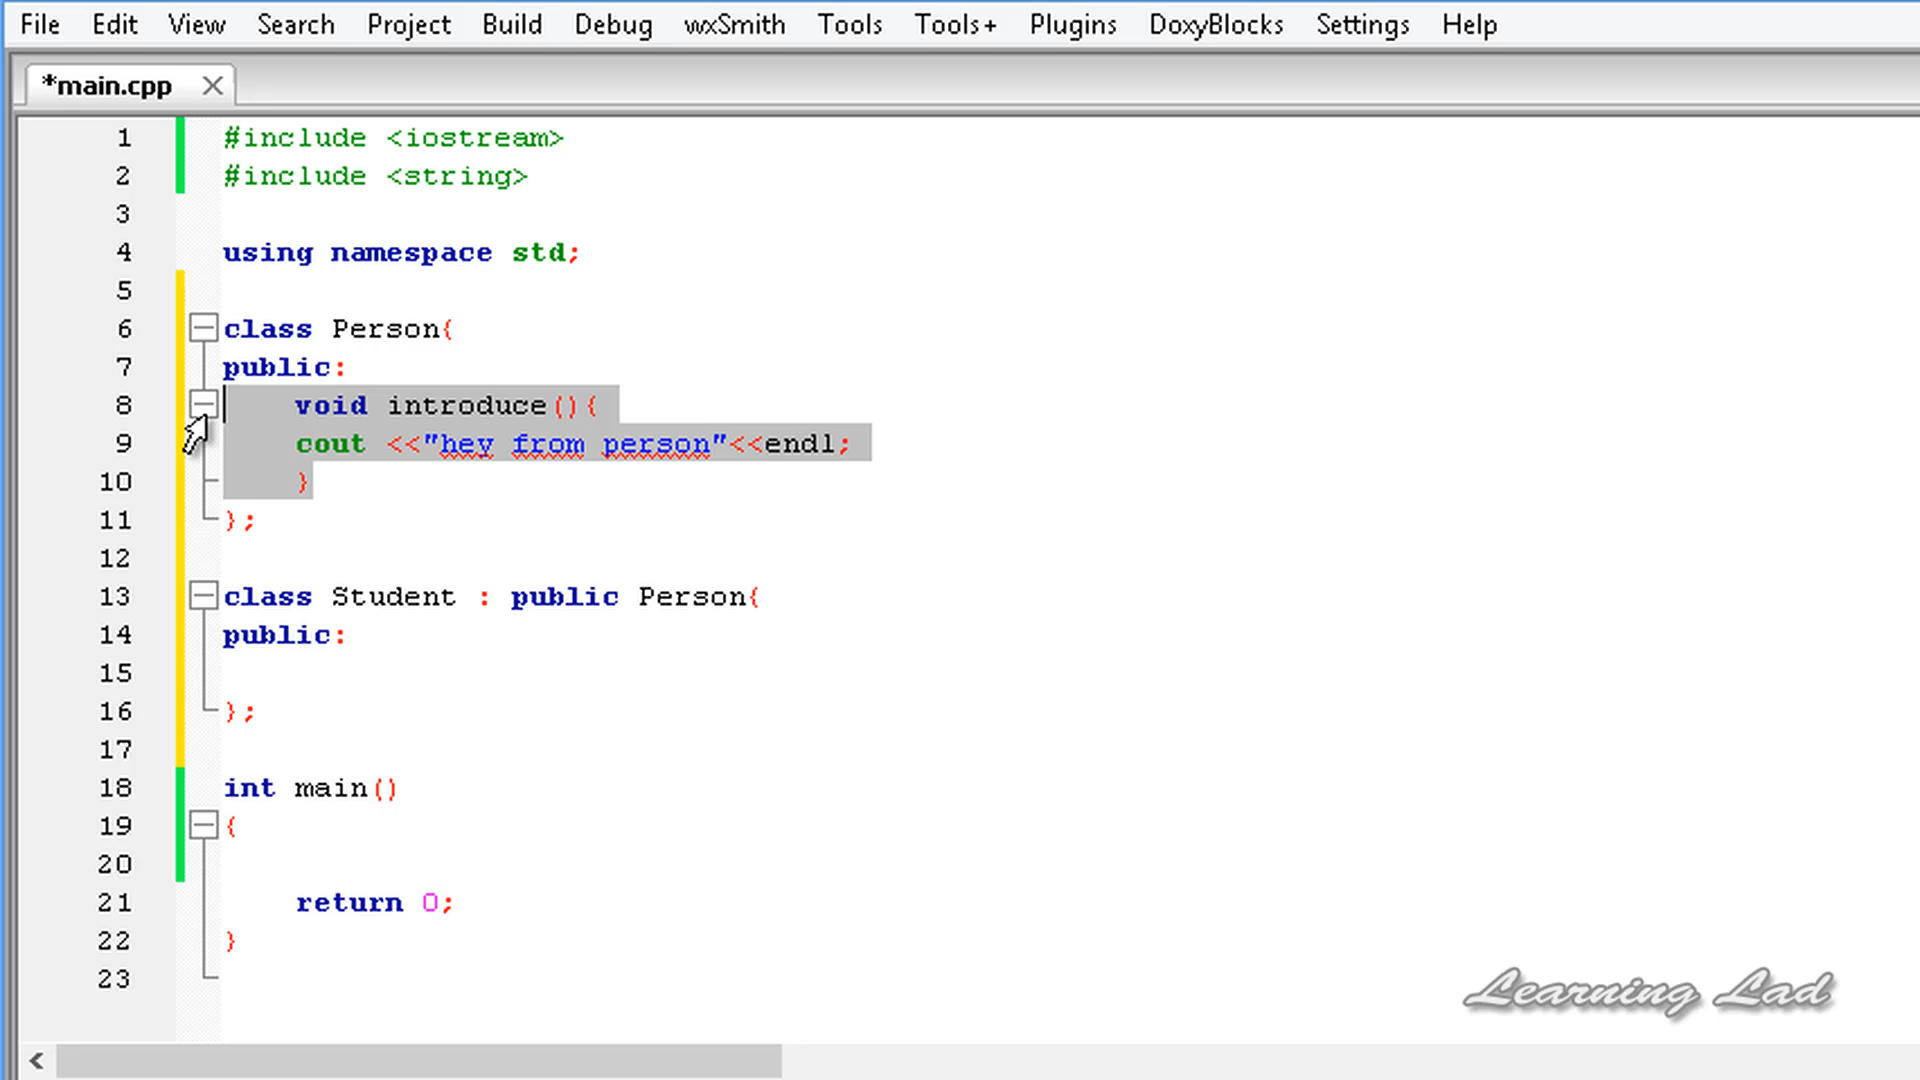 File Edit View Search Project Build Debug wxSmith Tools Tools+ Plugins DoxyBlocks Settings Help
*main.cpp
1 #include <iostream>
2 #include <string>
3
4 using namespace std;
5
6 class Person{
7 public:
8 void introduce(){
9 cout <<"hey from person"<<endl;
10 }
11 };
12
13 class Student : public Person{
14 public:
15
16 };
17
18 int main()
19 {
20
21 return 0;
22 }
23
Learning Lad